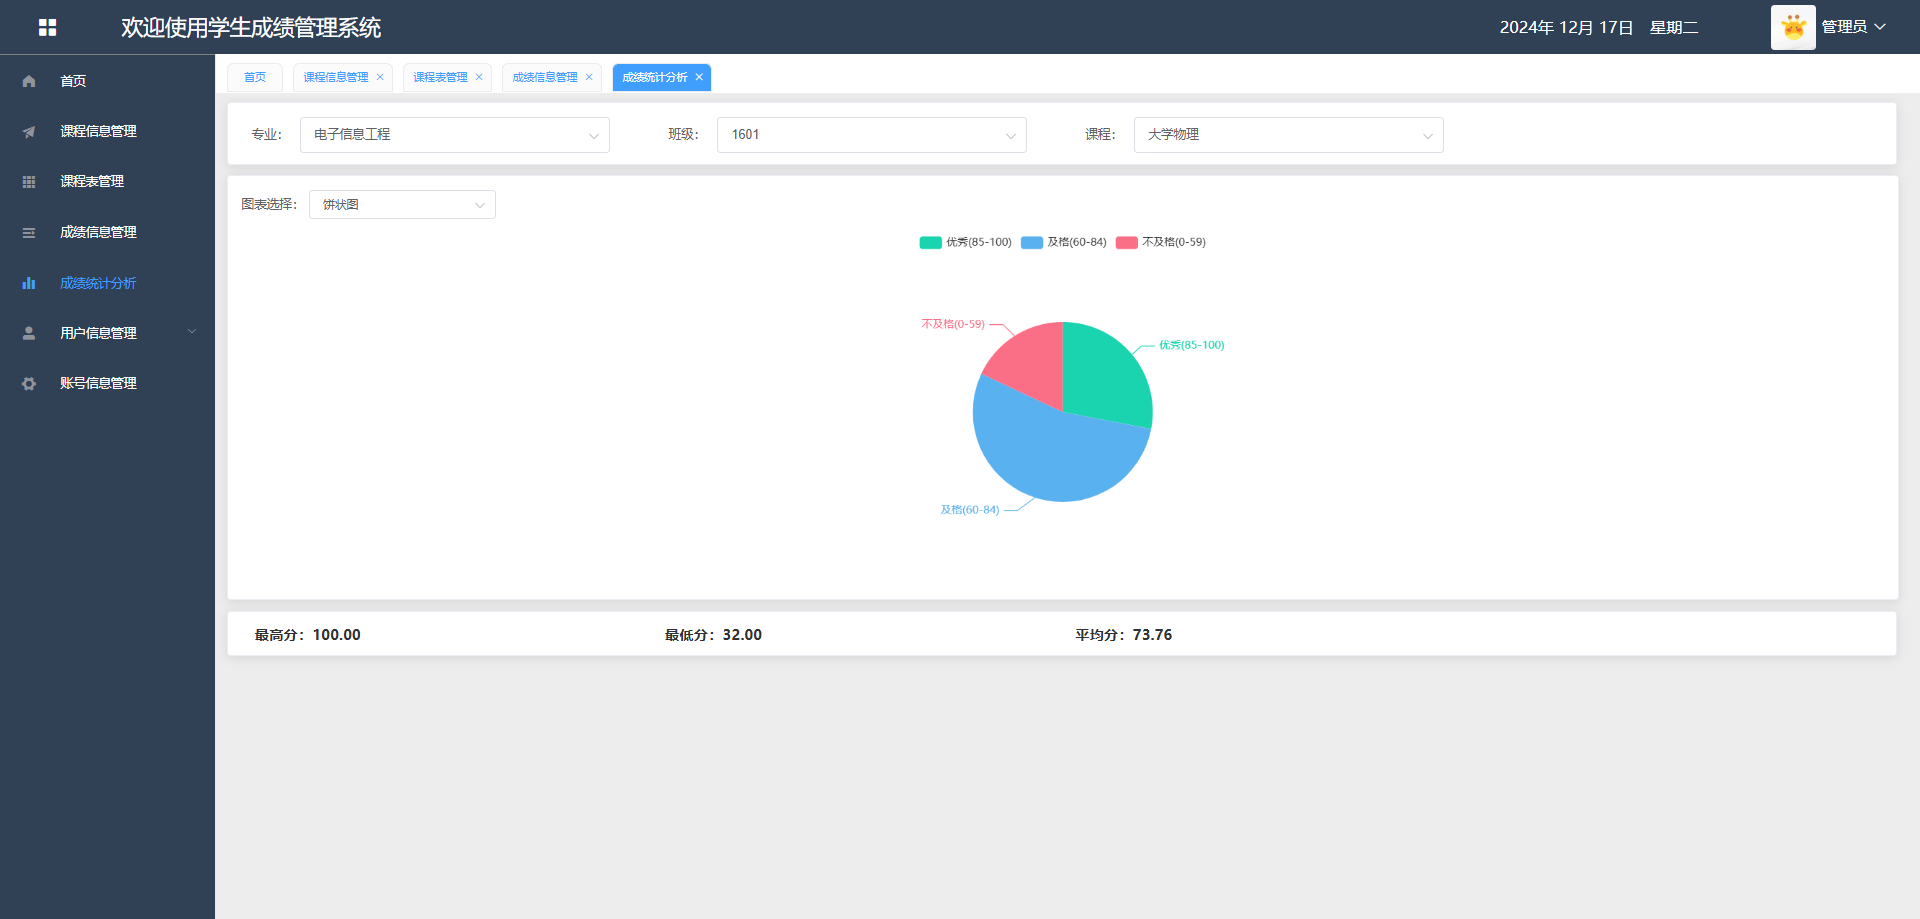 欢迎使用学生成绩管理系统
2024年 12月 17日 星期二
管理员
首页
课程信息管理
课程表管理
成绩信息管理
成绩统计分析
用户信息管理
账号信息管理
首页 课程信息管理 课程表管理 成绩信息管理 成绩统计分析
专业： 电子信息工程 班级： 1601 课程： 大学物理
图表选择： 饼状图
优秀(85-100) 及格(60-84) 不及格(0-59)
不及格(0-59)
优秀(85-100)
及格(60-84)
最高分：100.00 最低分：32.00 平均分：73.76